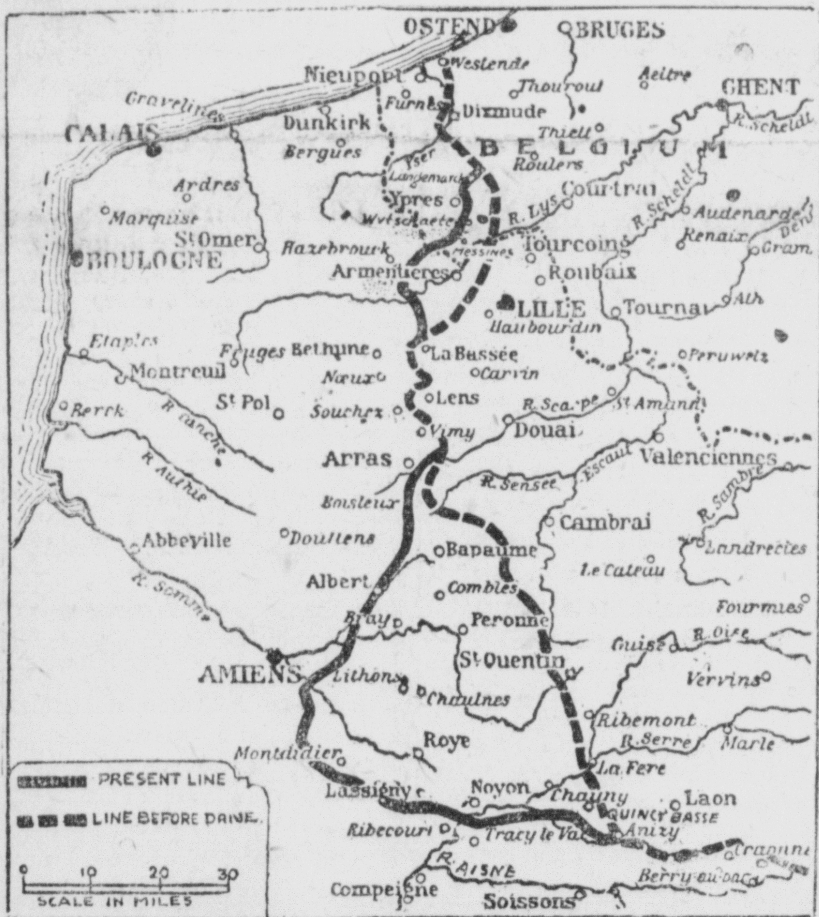 OSTEND
BRUGES
Nieuport
Westende
Thourout
Aeltre
GHENT
Gravelines
Furnes
Dixmude
R. Scheldt
CALAIS
Dunkirk
Thielt
Bergues
BELGIUM
Yser
Roulers
Langemarck
Ardres
Ypres
Courtrai
Marquise
Wytschaete
R. Lys
R. Scheldt
Audenarde
St Omer
Hazebrouck
Messines
Tourcoing
Renaix
Gram
BOULOGNE
Armentieres
Roubaix
LILLE
Tournai
Ath
Haubourdin
Etaples
Fruges
Bethune
La Bassée
Peruwelz
Montreuil
Nœux
Carvin
Berck
R. Canche
St Pol
Souchez
Lens
R. Scarpe
St Amand
Vimy
Douai
R. Authie
Arras
Escaut
Valenciennes
Boisleux
R. Sensee
R. Sambre
Abbeville
Doullens
Cambrai
Bapaume
Landrecies
R. Somme
Albert
Combles
Le Cateau
Fourmies
Bray
Peronne
Guise
R. Oise
AMIENS
Lithons
St Quentin
Vervins
Chaulnes
Ribemont
Montdidier
Roye
R. Serre
Marle
La Fere
PRESENT LINE
Lassigny
Noyon
Chauny
Laon
LINE BEFORE DRIVE.
QUINCY BASSE
Ribecourt
Tracy le Val
Anizy
Craonne
0 10 20 30
R. AISNE
Berry-au-bac
SCALE IN MILES
Compeigne
Soissons